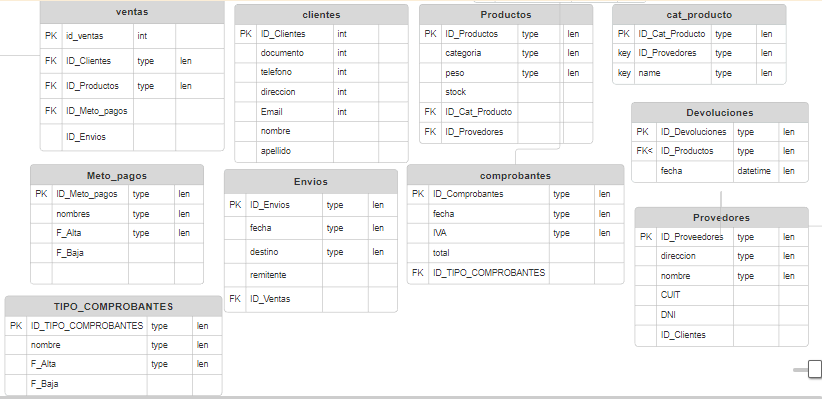 ventas
PK id_ventas int
FK ID_Clientes type len
FK ID_Productos type len
FK ID_Meto_pagos
ID_Envios
clientes
PK ID_Clientes int
documento int
telefono int
direccion int
Email int
nombre
apellido
Productos
PK ID_Productos type len
categoria type len
peso type len
stock
FK ID_Cat_Producto
FK ID_Provedores
cat_producto
PK ID_Cat_Producto type len
key ID_Provedores type len
key name type len
Devoluciones
PK ID_Devoluciones type len
FK< ID_Productos type len
fecha datetime len
Meto_pagos
PK ID_Meto_pagos type len
nombres type len
F_Alta type len
F_Baja
Envios
PK ID_Envios type len
fecha type len
destino type len
remitente
FK ID_Ventas
comprobantes
PK ID_Comprobantes type len
fecha type len
IVA type len
total
FK ID_TIPO_COMPROBANTES
Provedores
PK ID_Proveedores type len
direccion type len
nombre type len
CUIT
DNI
ID_Clientes
TIPO_COMPROBANTES
PK ID_TIPO_COMPROBANTES type len
nombre type len
F_Alta type len
F_Baja